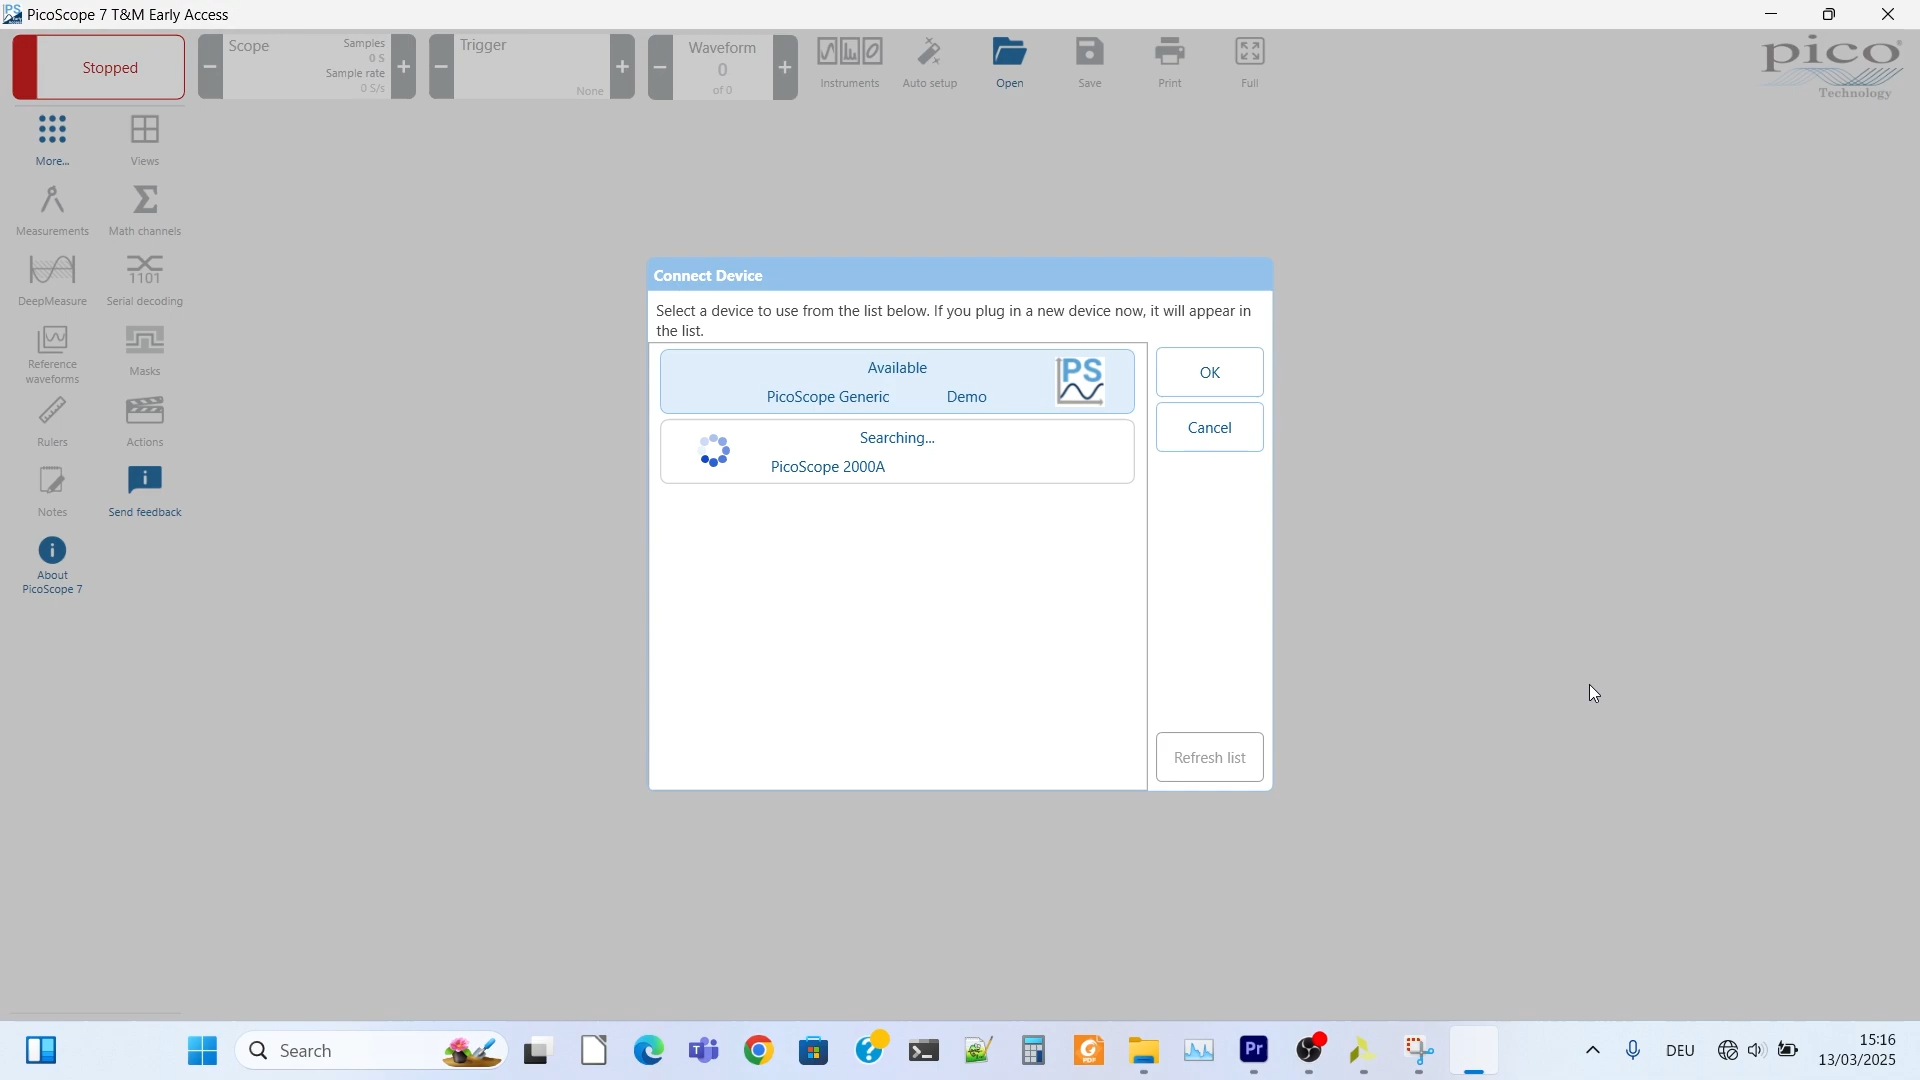 PicoScope 7 T&M Early Access
Stopped
Scope
Samples
0 S
Sample rate
0 S/s
Trigger
None
Waveform
0
of 0
Instruments
Auto setup
Open
Save
Print
Full
pico
Technology
More...
Views
Measurements
Math channels
DeepMeasure
1101
Serial decoding
Reference
waveforms
Masks
Rulers
Actions
Notes
Send feedback
About
PicoScope 7
Connect Device
Select a device to use from the list below. If you plug in a new device now, it will appear in
the list.
Available
PicoScope Generic Demo
PS
Searching...
PicoScope 2000A
OK
Cancel
Refresh list
Search
Pr
DEU
15:16
13/03/2025